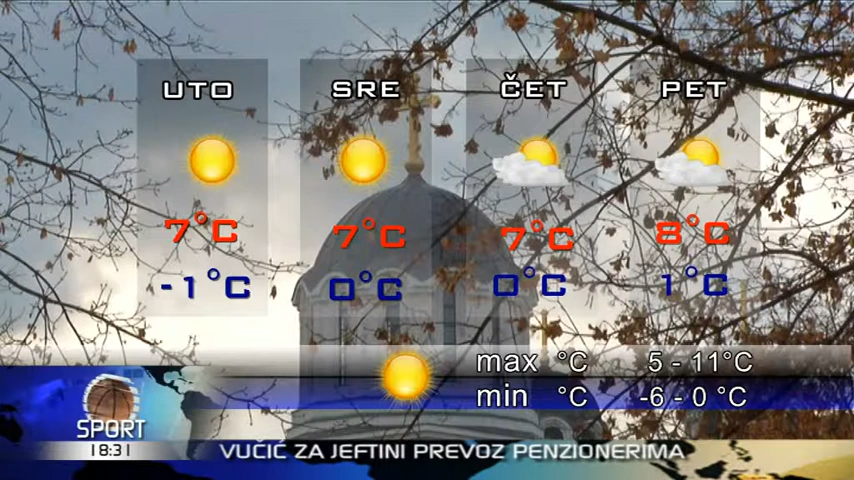 UTO SRE ČET PET
7°C 7°C 7°C 8°C
-1°C 0°C 0°C 1°C
max °C 5 - 11°C
min °C -6 - 0 °C
SPORT
18:31 VUČIĆ ZA JEFTINI PREVOZ PENZIONERIMA